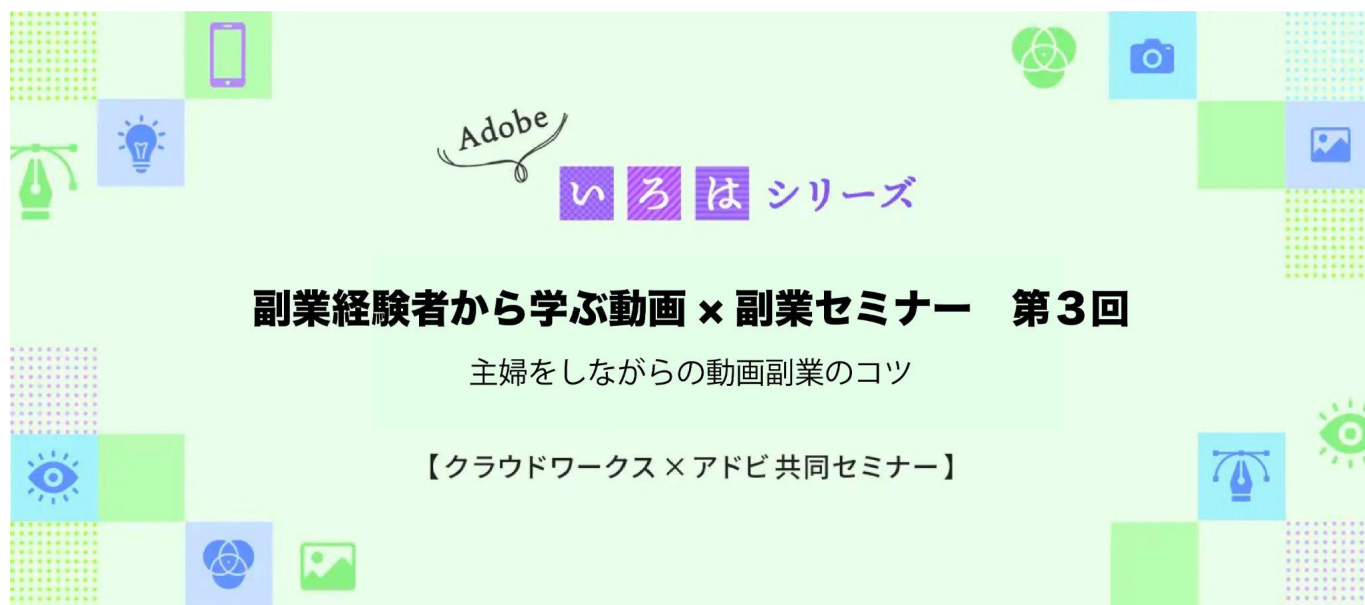 Adobe
いろはシリーズ
副業経験者から学ぶ動画×副業セミナー　第３回
主婦をしながらの動画副業のコツ
【クラウドワークス×アドビ 共同セミナー】